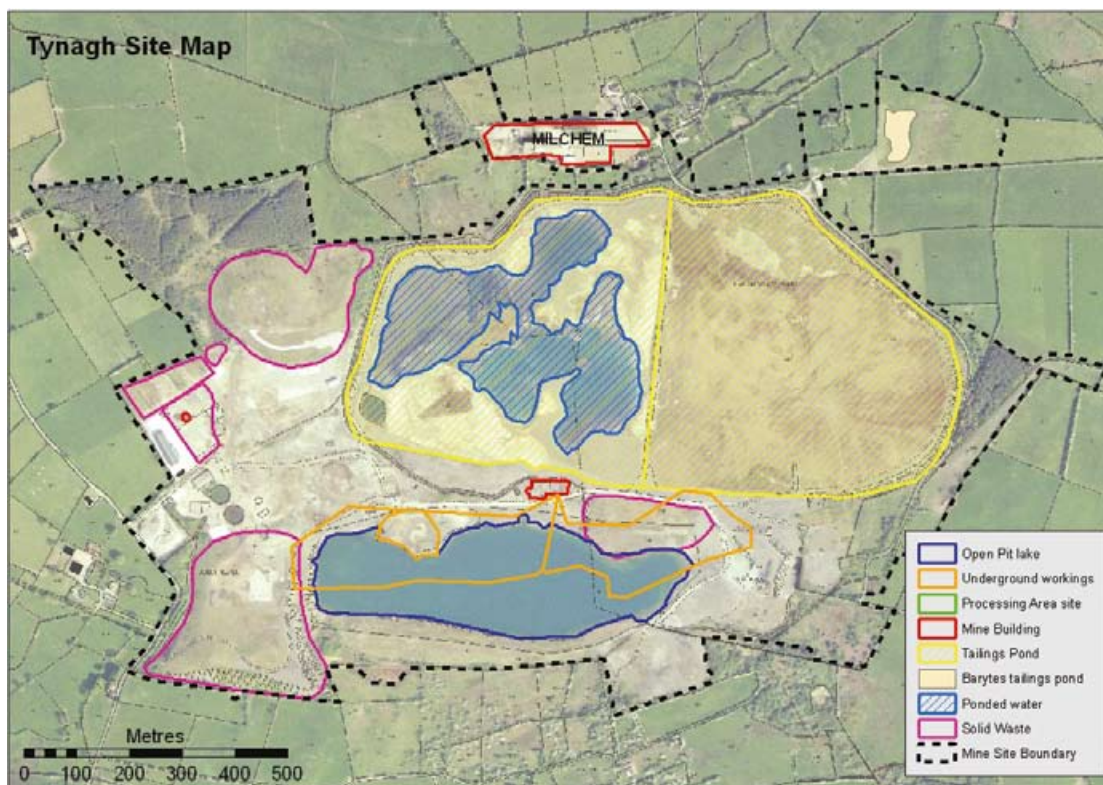 Tynagh Site Map
MILCHEM
Open Pit lake
Underground workings
Processing Area site
Mine Building
Tailings Pond
Barytes tailings pond
Ponded water
Solid Waste
Mine Site Boundary
Metres
0 100 200 300 400 500